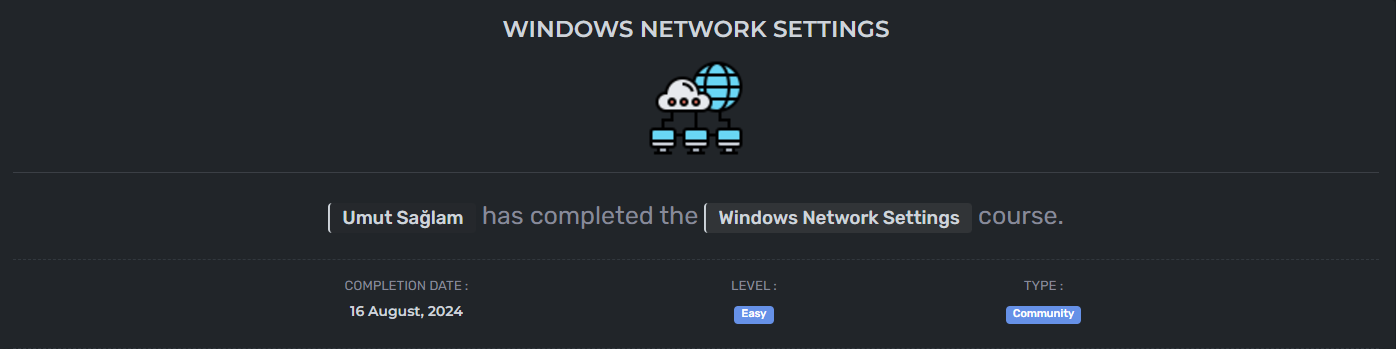 WINDOWS NETWORK SETTINGS
Umut Sağlam has completed the Windows Network Settings course.
COMPLETION DATE : LEVEL : TYPE :
16 August, 2024 Easy Community